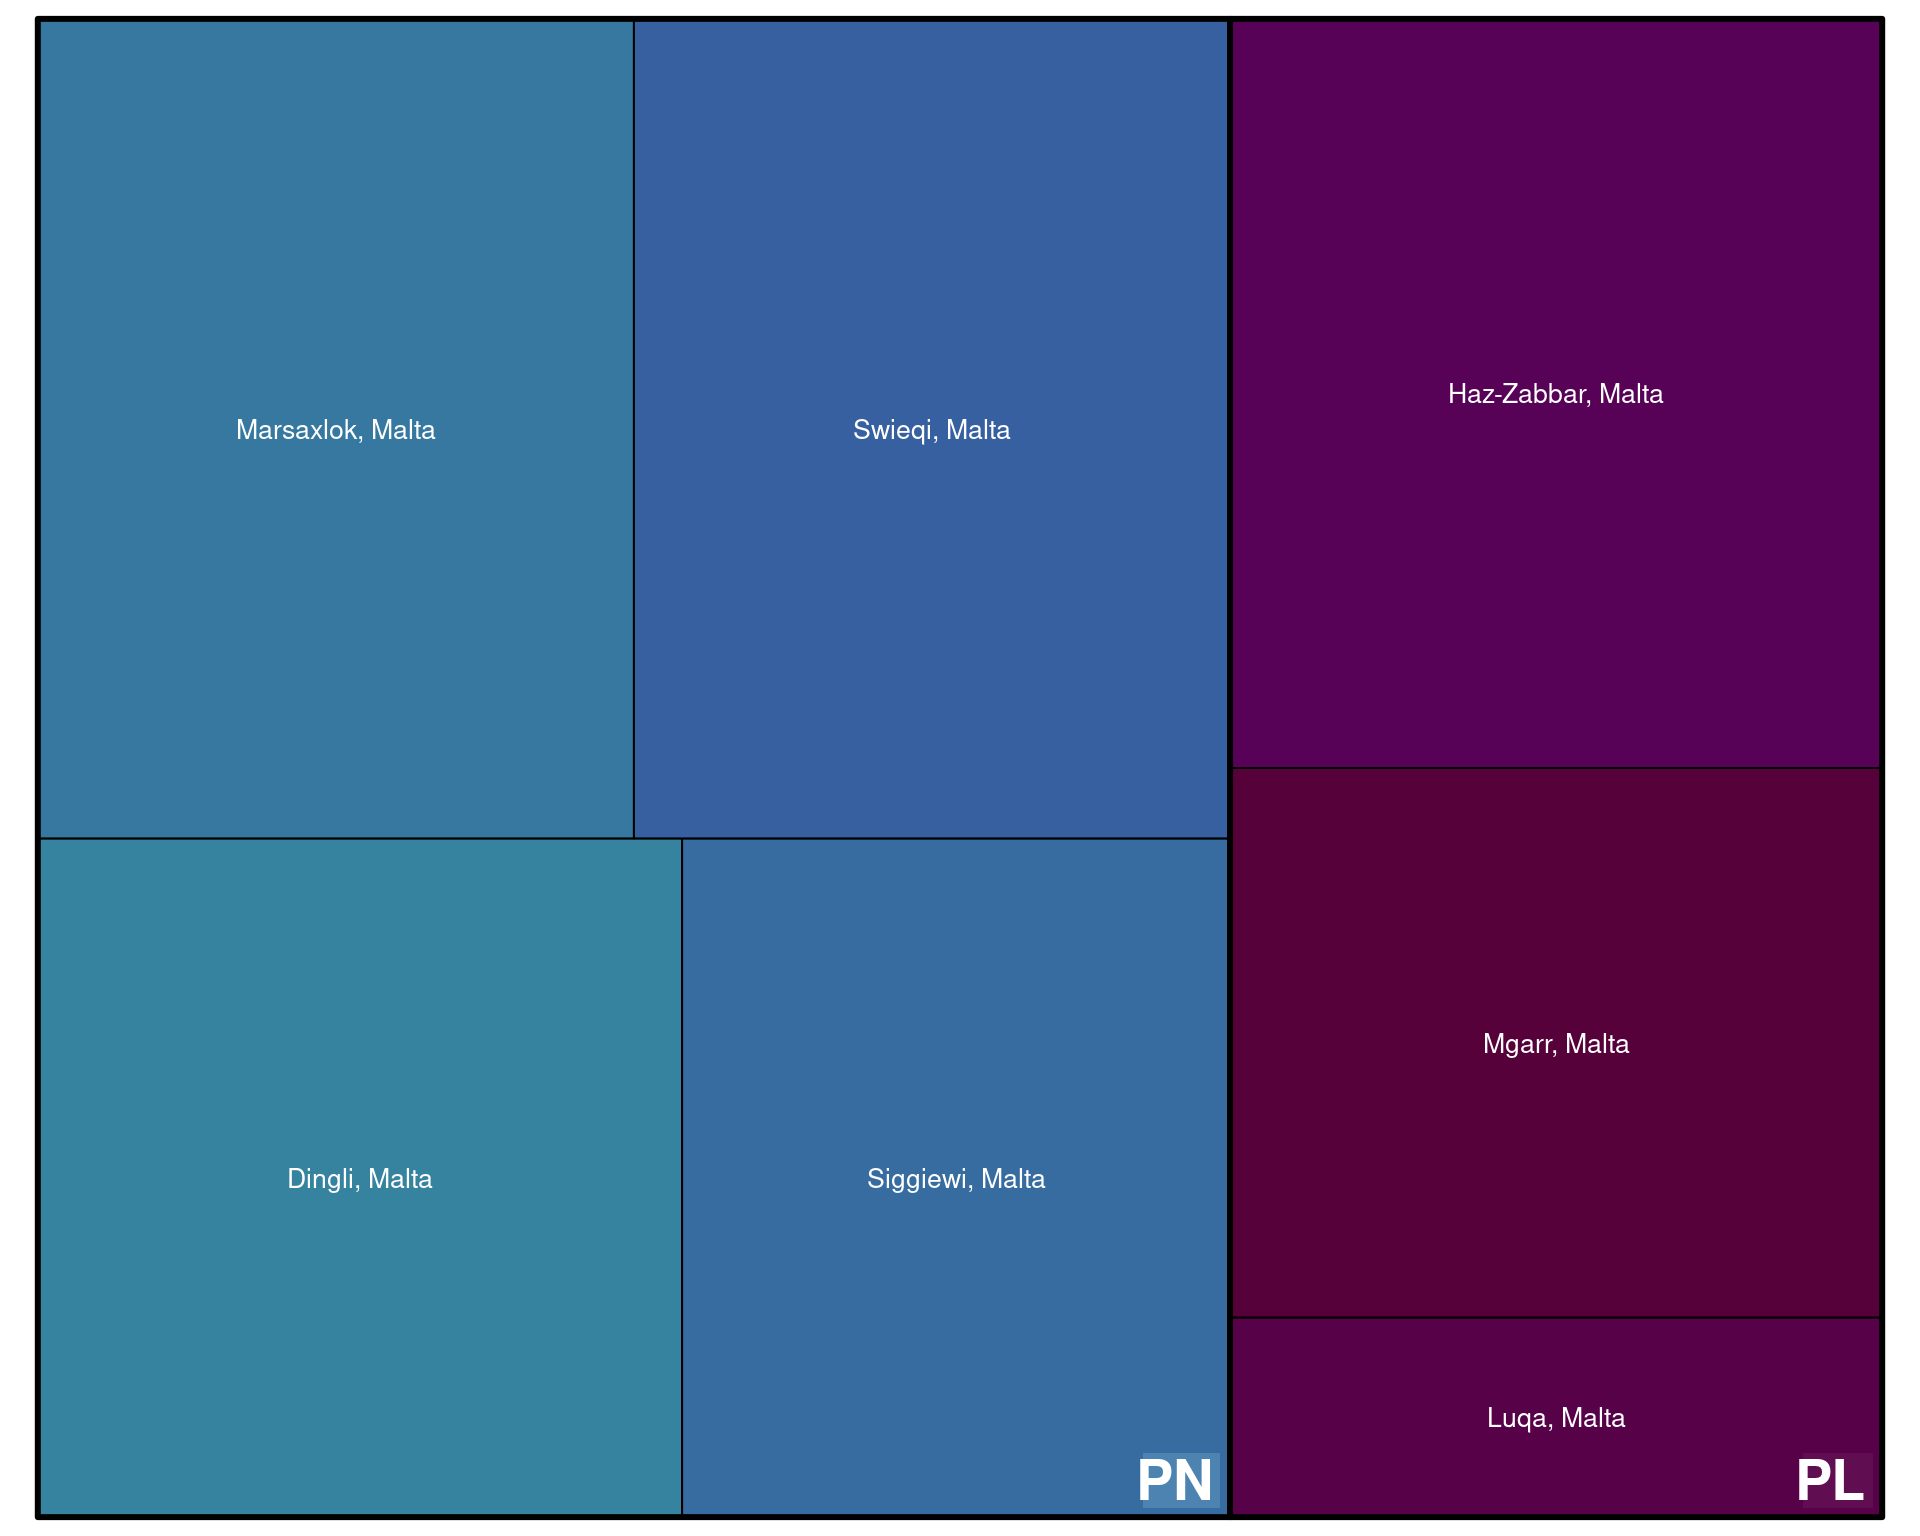 Marsaxlok, Malta
Swieqi, Malta
Haz-Zabbar, Malta
Mgarr, Malta
Dingli, Malta
Siggiewi, Malta
Luqa, Malta
PN
PL